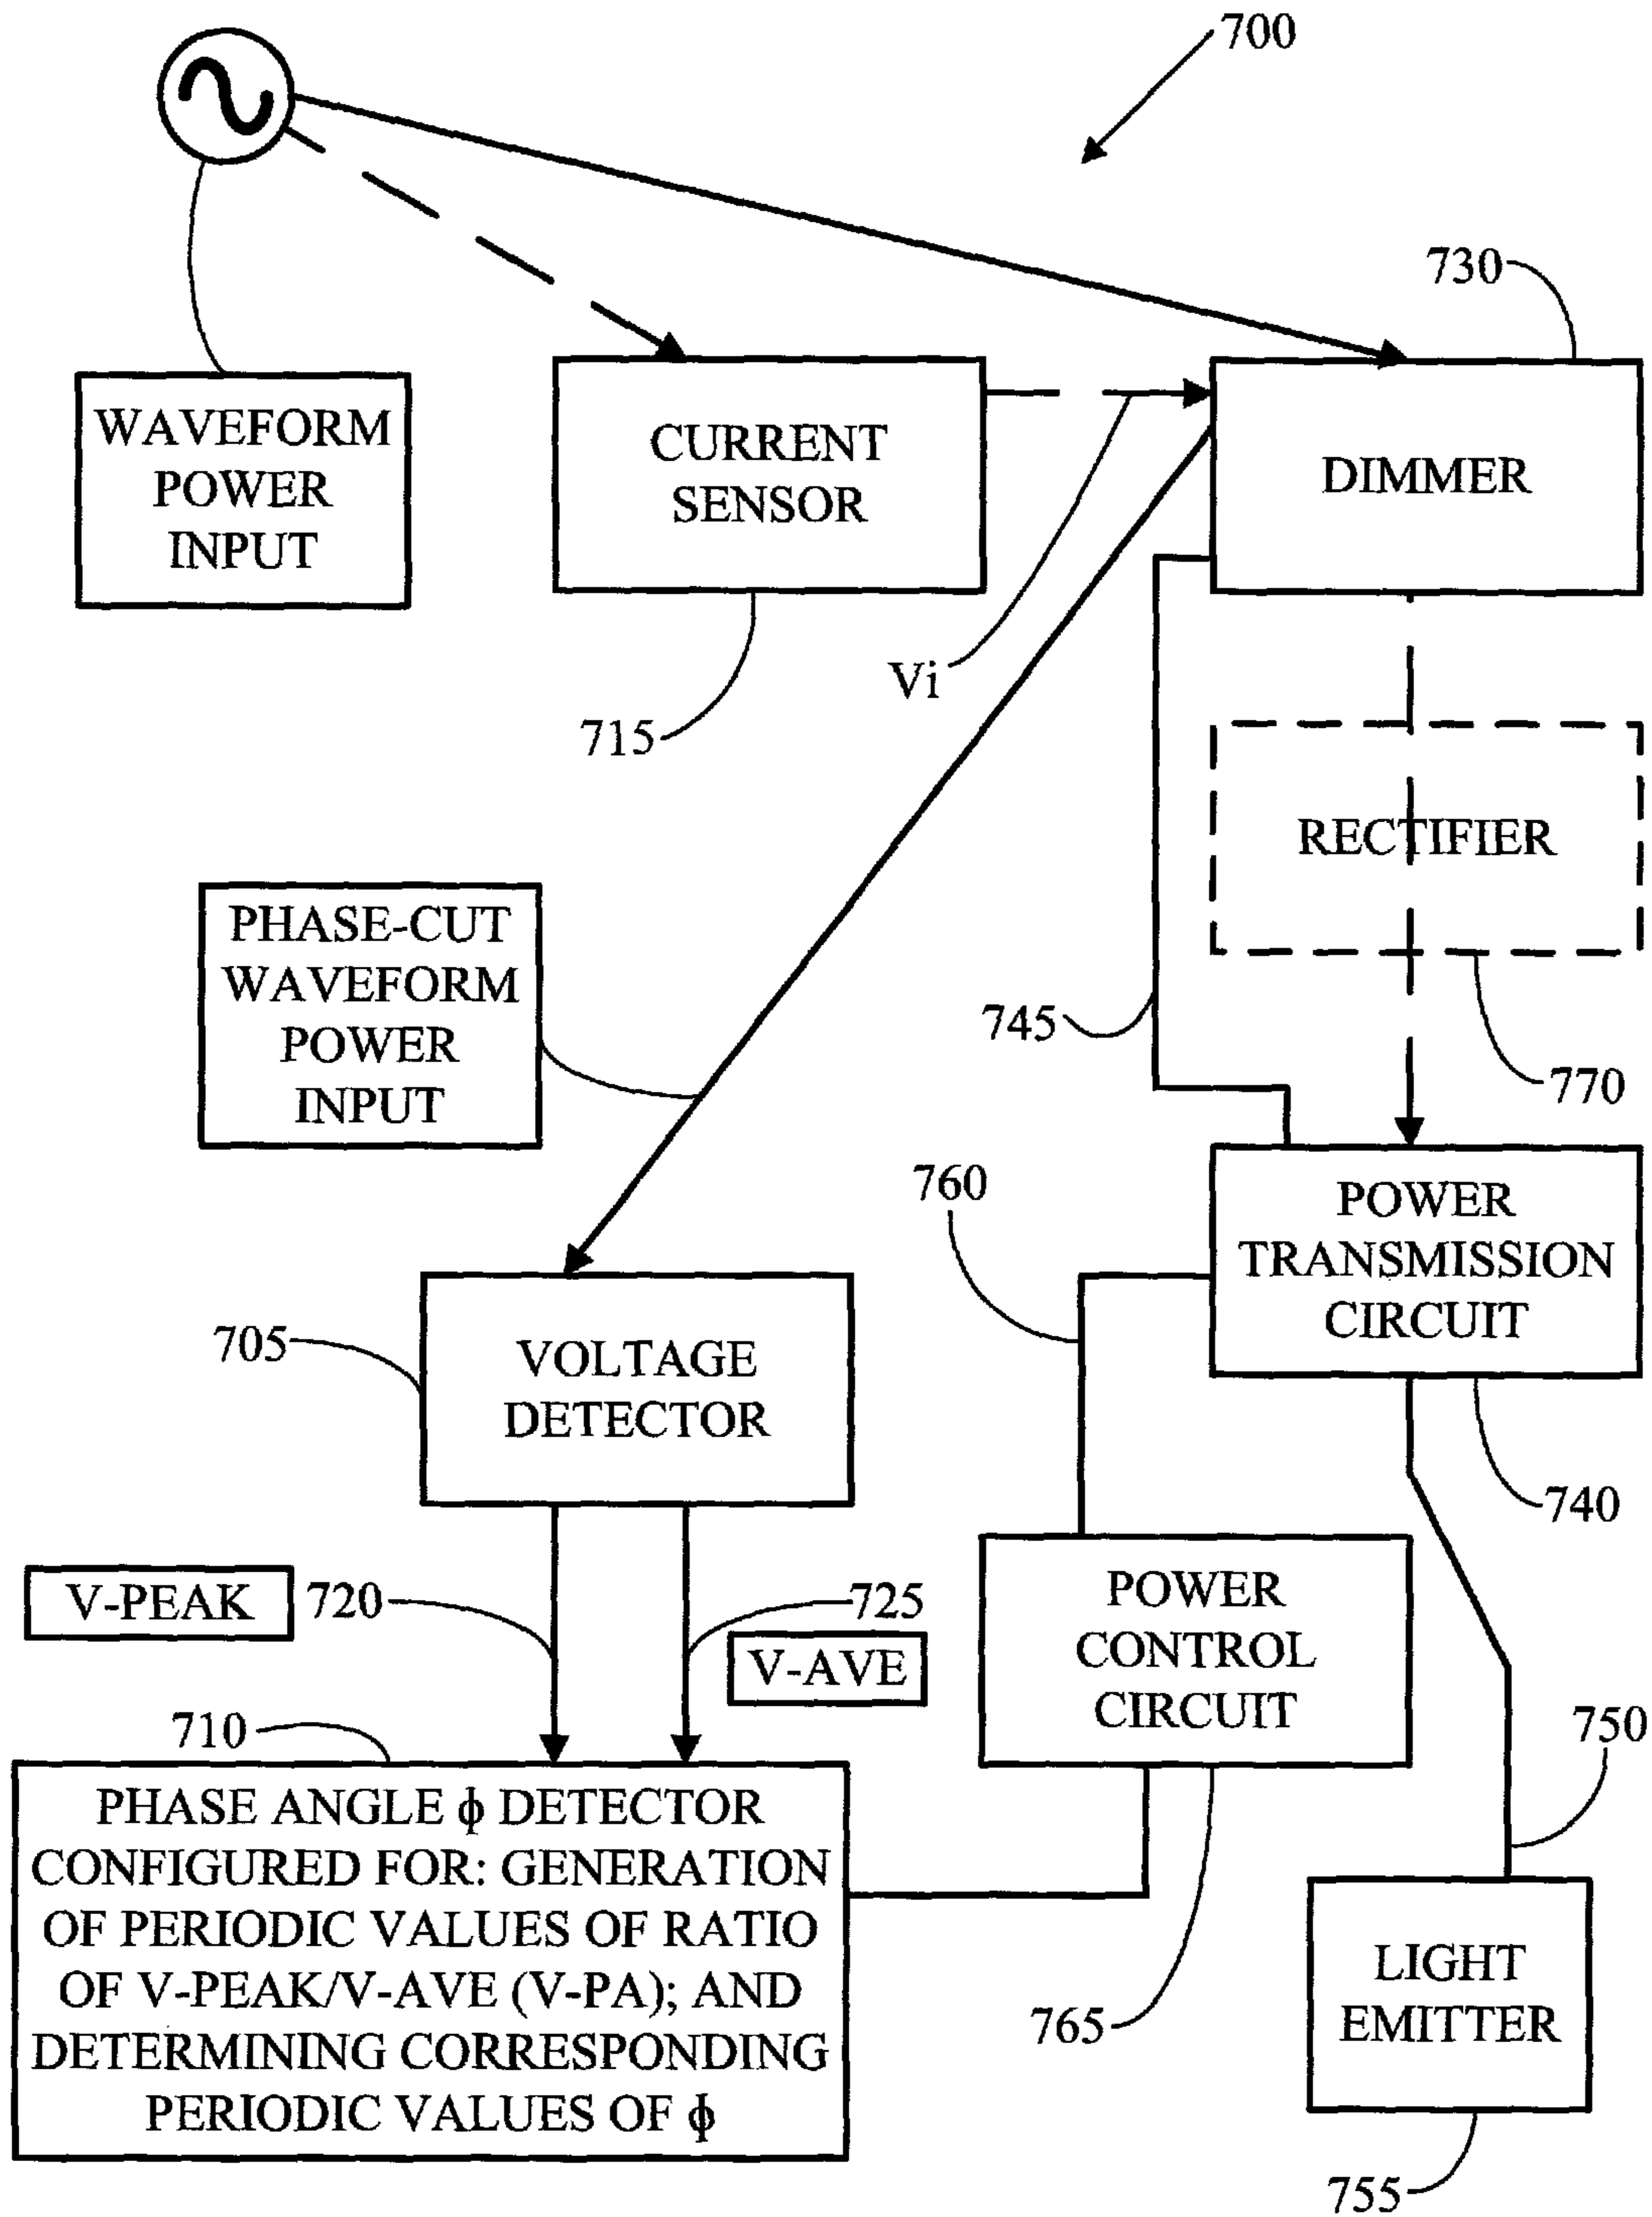 700
730
WAVEFORM
POWER
INPUT
CURRENT
SENSOR
DIMMER
Vi
715
RECTIFIER
PHASE-CUT
WAVEFORM
POWER
INPUT
745
770
760
POWER
TRANSMISSION
CIRCUIT
705
VOLTAGE
DETECTOR
740
V-PEAK
720
725
V-AVE
POWER
CONTROL
CIRCUIT
710
750
PHASE ANGLE ϕ DETECTOR
CONFIGURED FOR: GENERATION
OF PERIODIC VALUES OF RATIO
OF V-PEAK/V-AVE (V-PA); AND
DETERMINING CORRESPONDING
PERIODIC VALUES OF ϕ
765
LIGHT
EMITTER
755